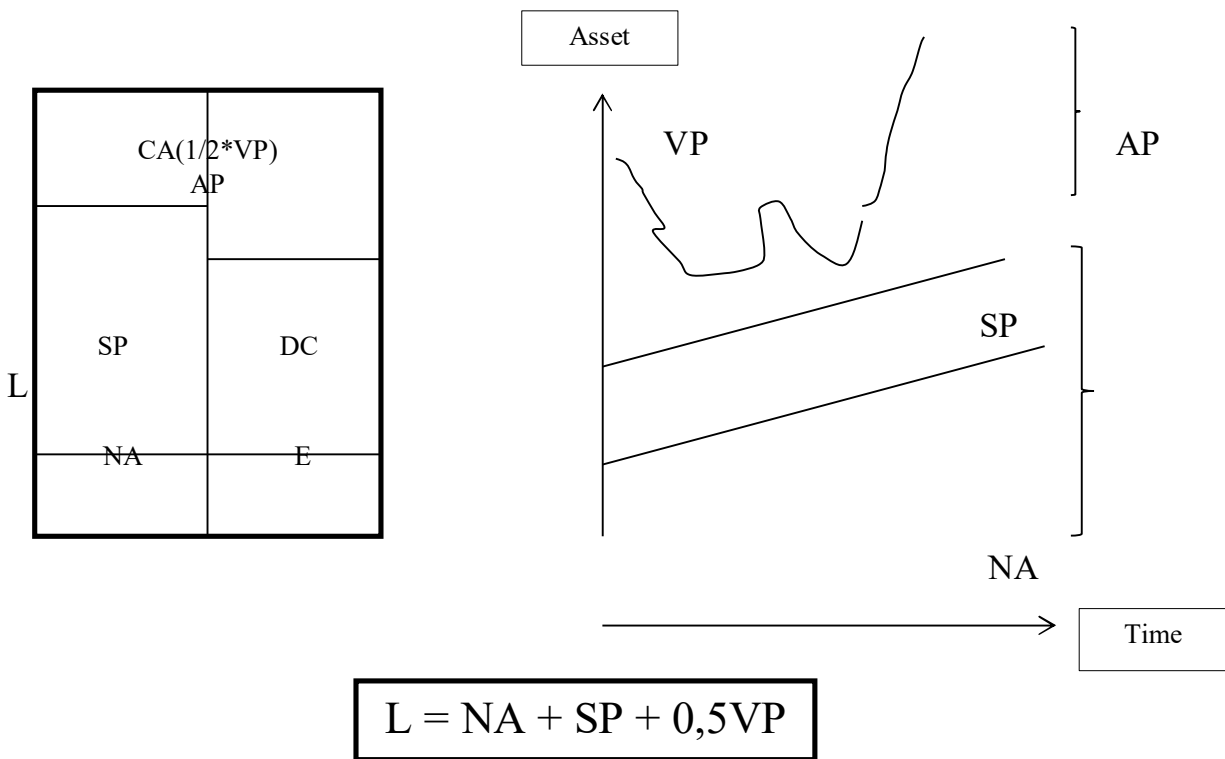 Asset
CA(1/2*VP)
AP
VP
AP
SP
DC
SP
L
NA
E
NA
Time
L = NA + SP + 0,5VP